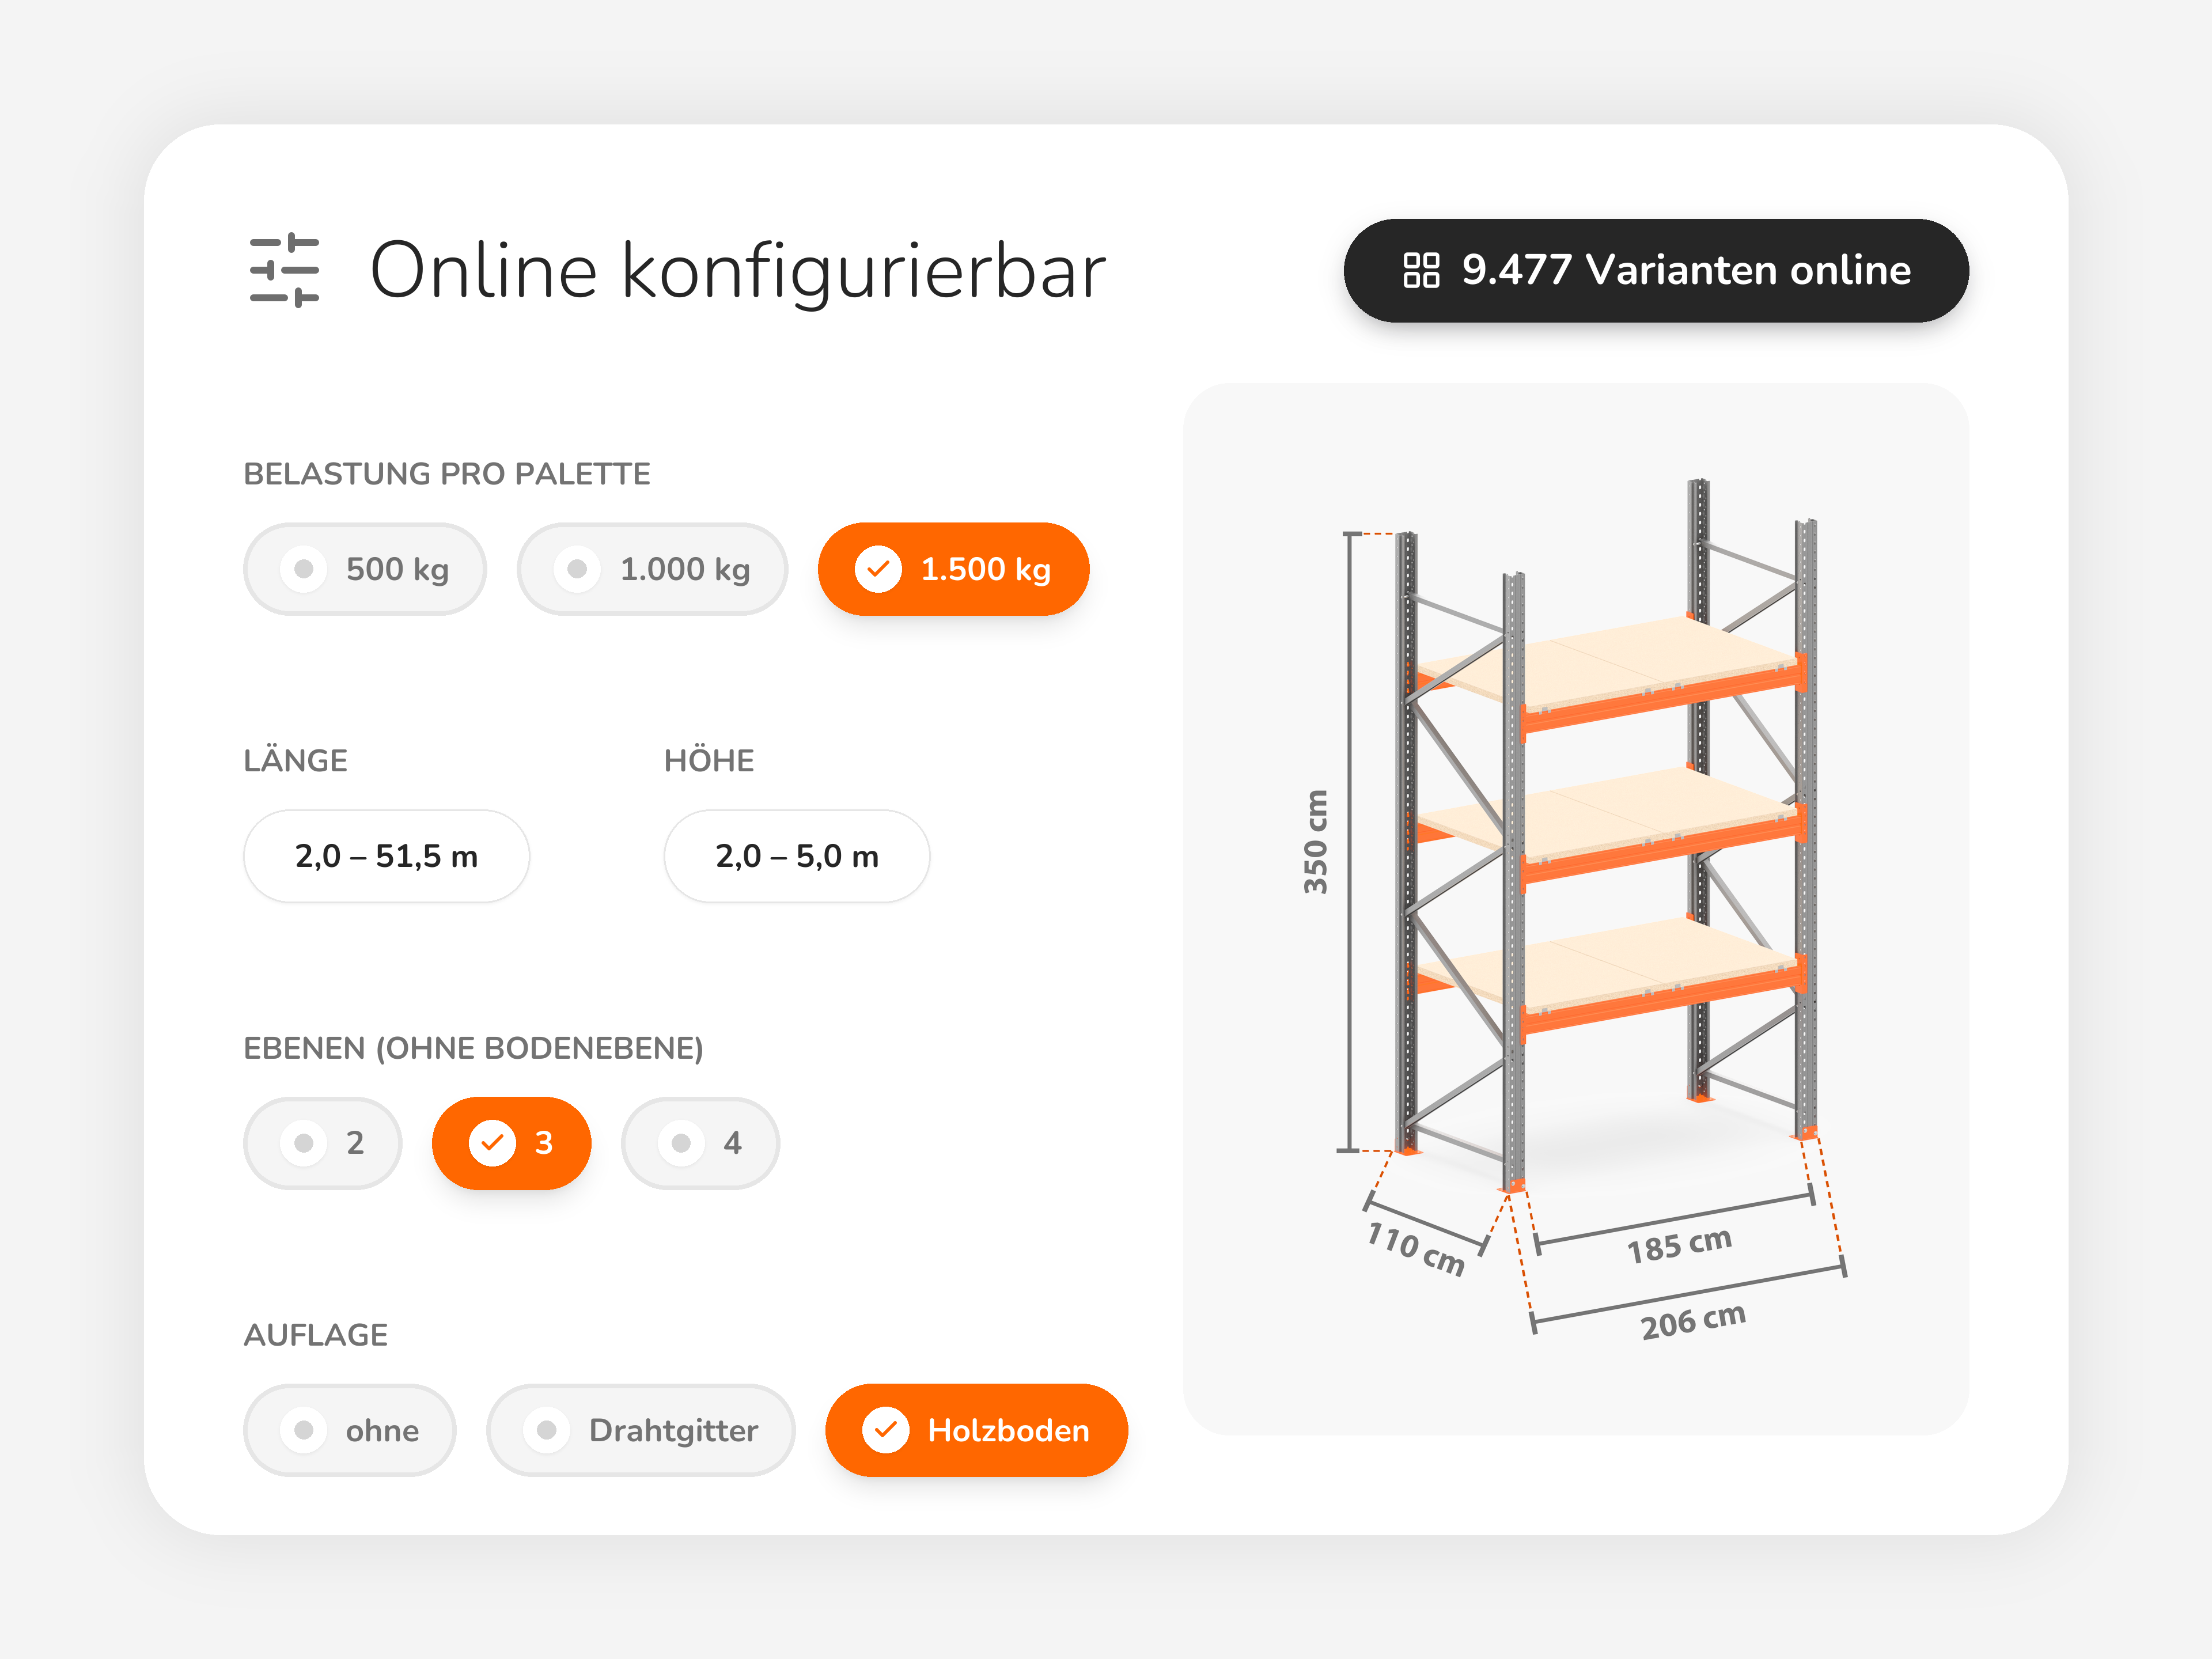 Online konfigurierbar
9.477 Varianten online
BELASTUNG PRO PALETTE
500 kg
1.000 kg
1.500 kg
LÄNGE
HÖHE
2,0 – 51,5 m
2,0 – 5,0 m
EBENEN (OHNE BODENEBENE)
2
3
4
AUFLAGE
ohne
Drahtgitter
Holzboden
350 cm
110 cm
185 cm
206 cm